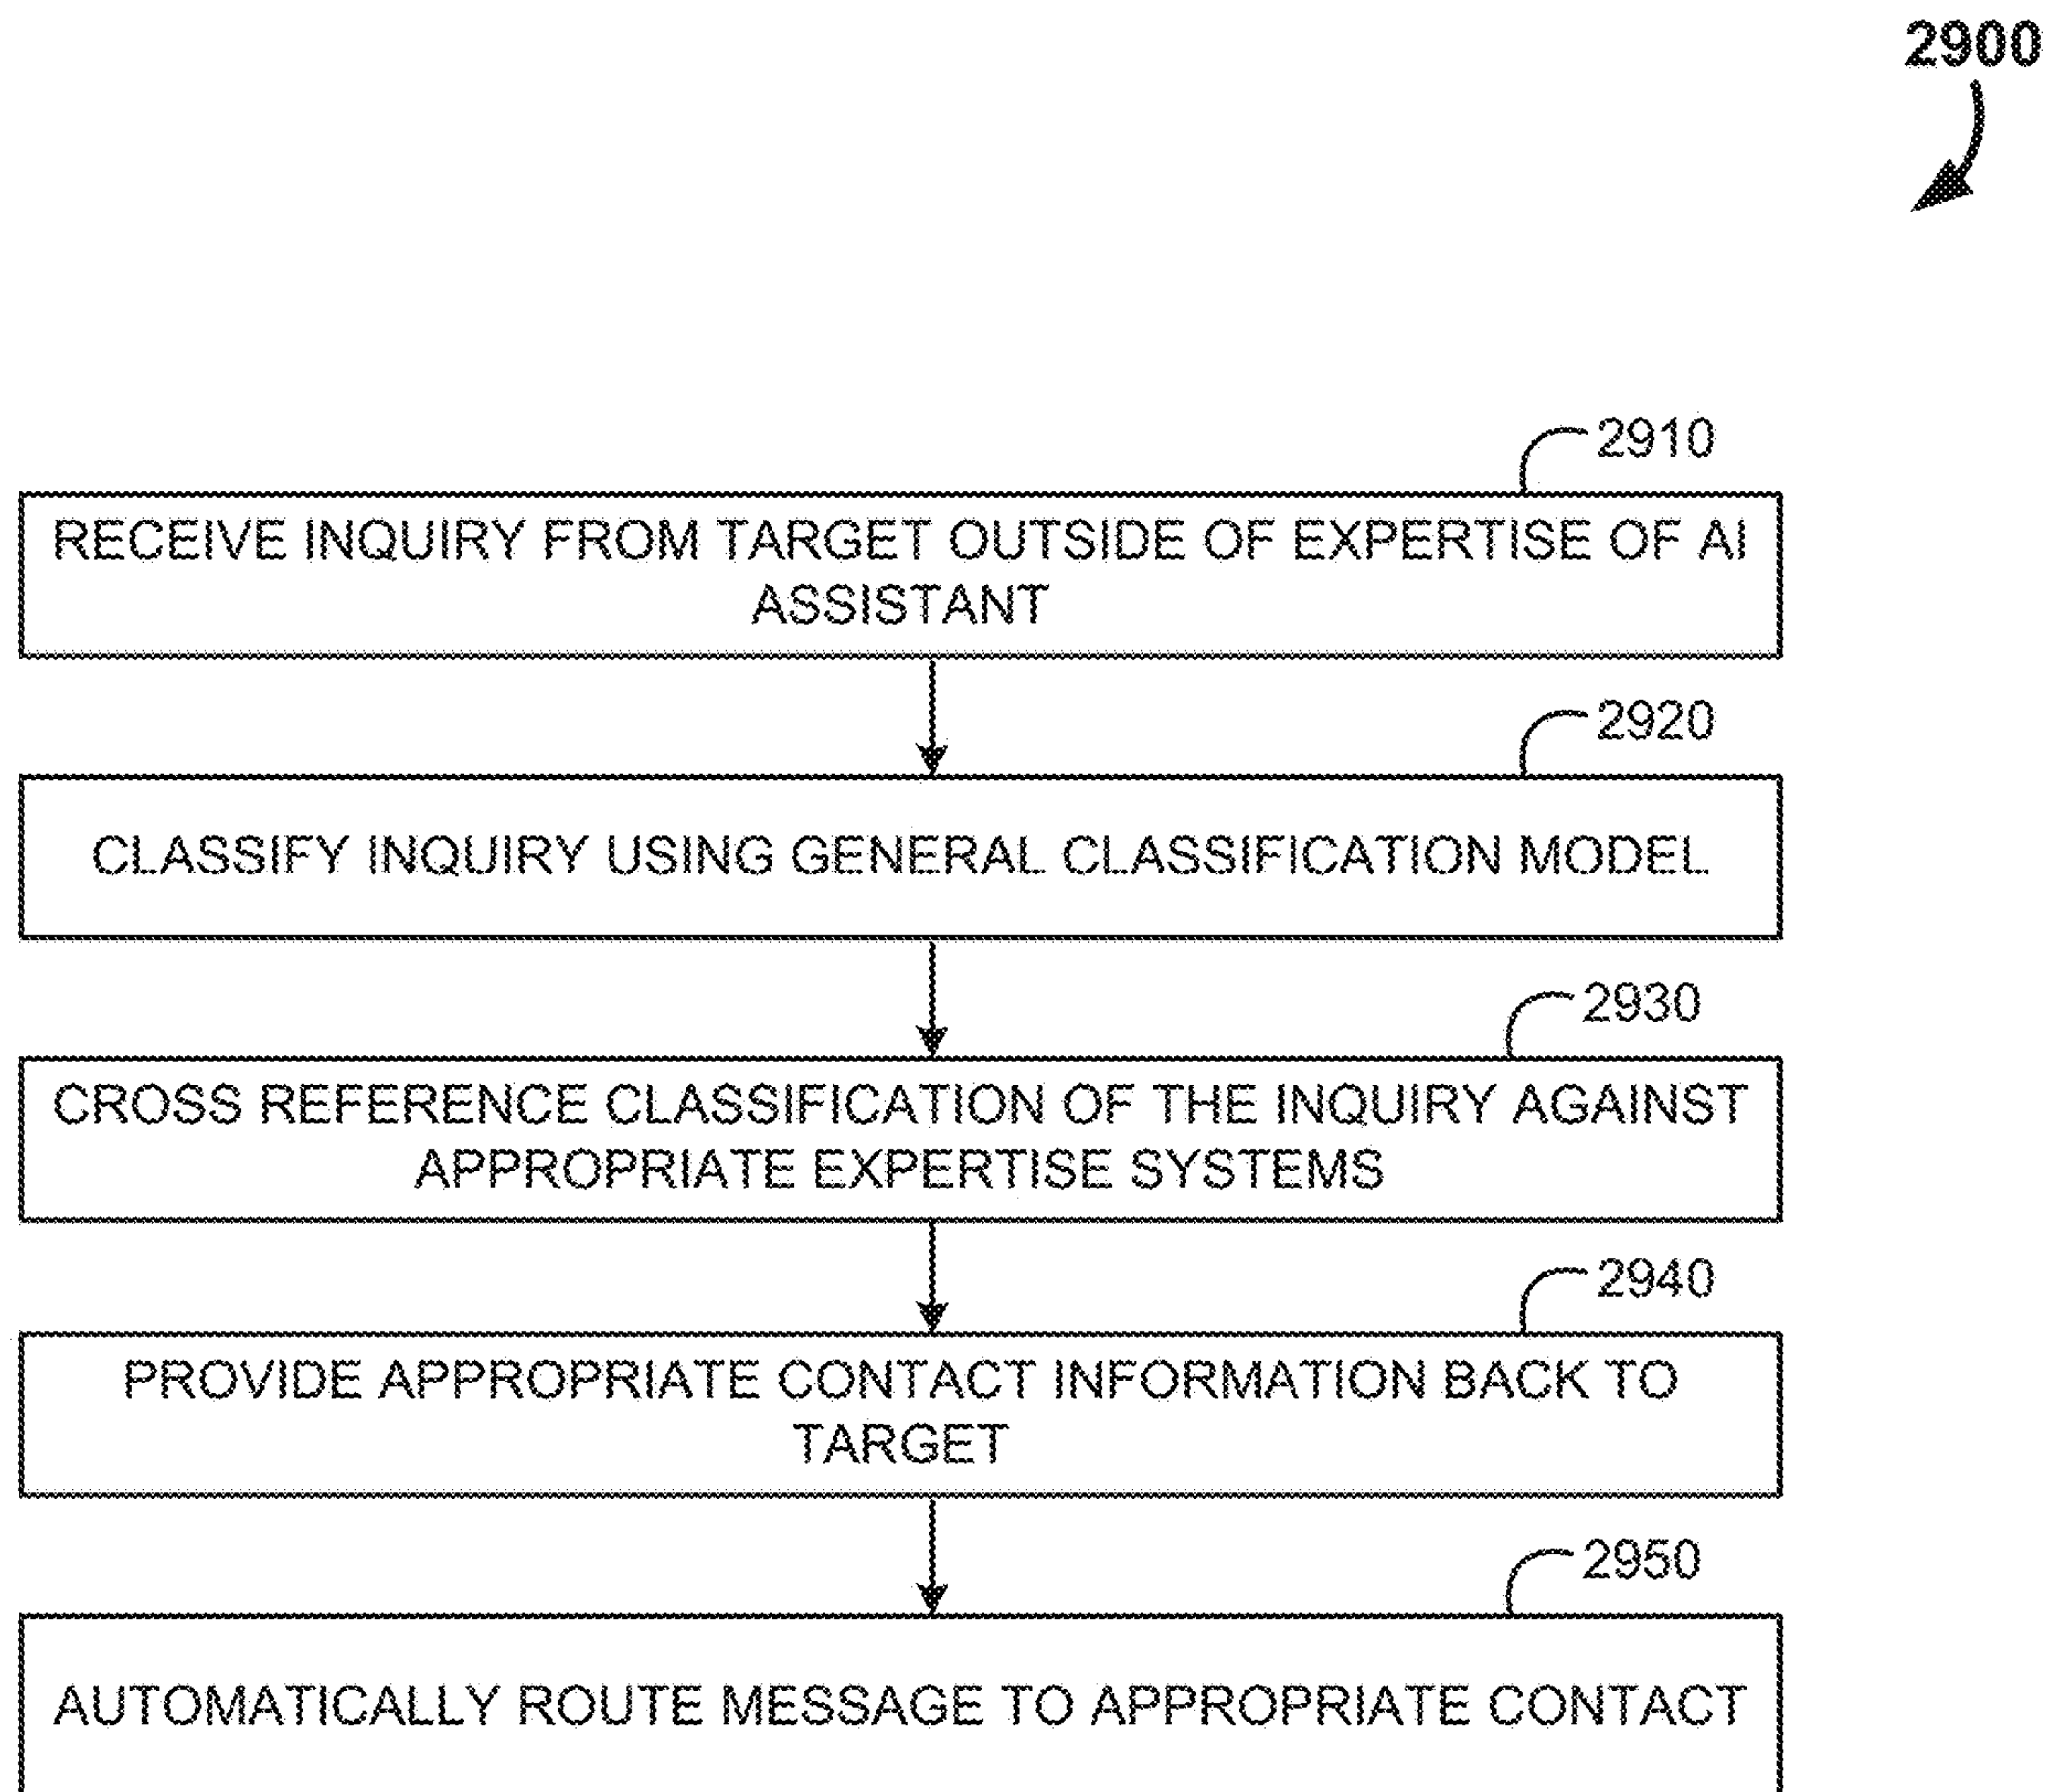 2900
2910
RECEIVE INQUIRY FROM TARGET OUTSIDE OF EXPERTISE OF AI
ASSISTANT
2920
CLASSIFY INQUIRY USING GENERAL CLASSIFICATION MODEL
2930
CROSS REFERENCE CLASSIFICATION OF THE INQUIRY AGAINST
APPROPRIATE EXPERTISE SYSTEMS
2940
PROVIDE APPROPRIATE CONTACT INFORMATION BACK TO
TARGET
2950
AUTOMATICALLY ROUTE MESSAGE TO APPROPRIATE CONTACT